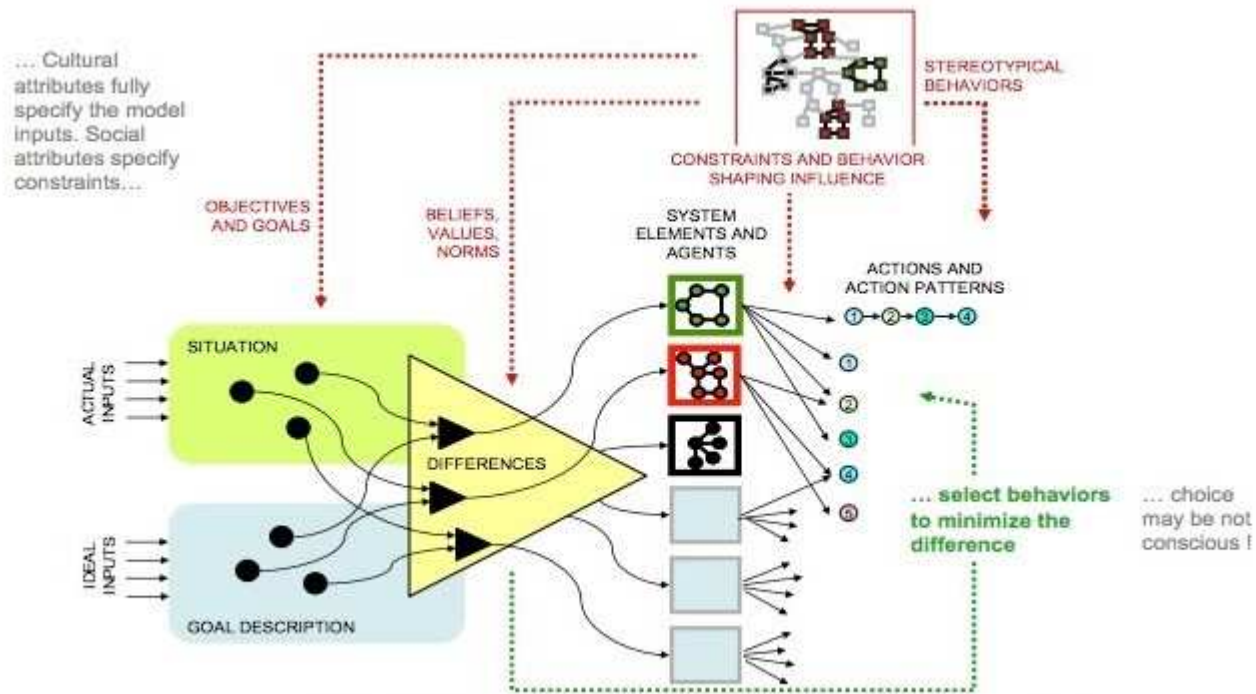 … Cultural
attributes fully
specify the model
inputs. Social
attributes specify
constraints…
STEREOTYPICAL
BEHAVIORS
CONSTRAINTS AND BEHAVIOR
SHAPING INFLUENCE
OBJECTIVES
AND GOALS
BELIEFS,
VALUES,
NORMS
SYSTEM
ELEMENTS AND
AGENTS
ACTIONS AND
ACTION PATTERNS
1 2 3 4
SITUATION
ACTUAL
INPUTS
1
2
3
4
5
DIFFERENCES
… select behaviors
to minimize the
difference
… choice
may be not
conscious !
IDEAL
INPUTS
GOAL DESCRIPTION